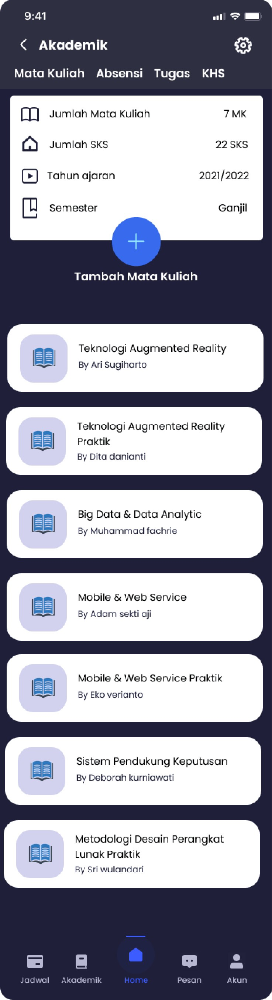 9:41
Akademik
Mata Kuliah Absensi Tugas KHS
Jumlah Mata Kuliah 7 MK
Jumlah SKS 22 SKS
Tahun ajaran 2021/2022
Semester Ganjil
Tambah Mata Kuliah
Teknologi Augmented Reality
By Ari Sugiharto
Teknologi Augmented Reality
Praktik
By Dita danianti
Big Data & Data Analytic
By Muhammad fachrie
Mobile & Web Service
By Adam sekti aji
Mobile & Web Service Praktik
By Eko verianto
Sistem Pendukung Keputusan
By Deborah kurniawati
Metodologi Desain Perangkat
Lunak Praktik
By Sri wulandari
Jadwal Akademik Home Pesan Akun